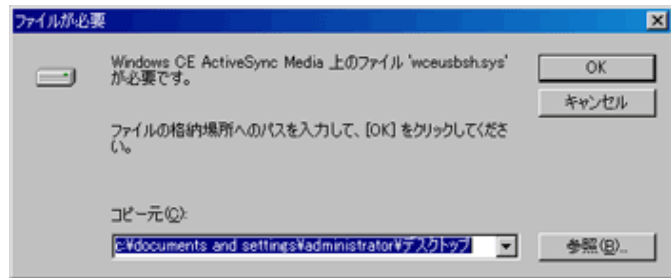 ファイルが必要
Windows CE ActiveSync Media 上のファイル 'wceusbsh.sys'
が必要です。
OK
キャンセル
ファイルの格納場所へのパスを入力して、[OK] をクリックしてくださ
い。
コピー元(C):
c:¥documents and settings¥administrator¥デスクトップ
参照(B)...